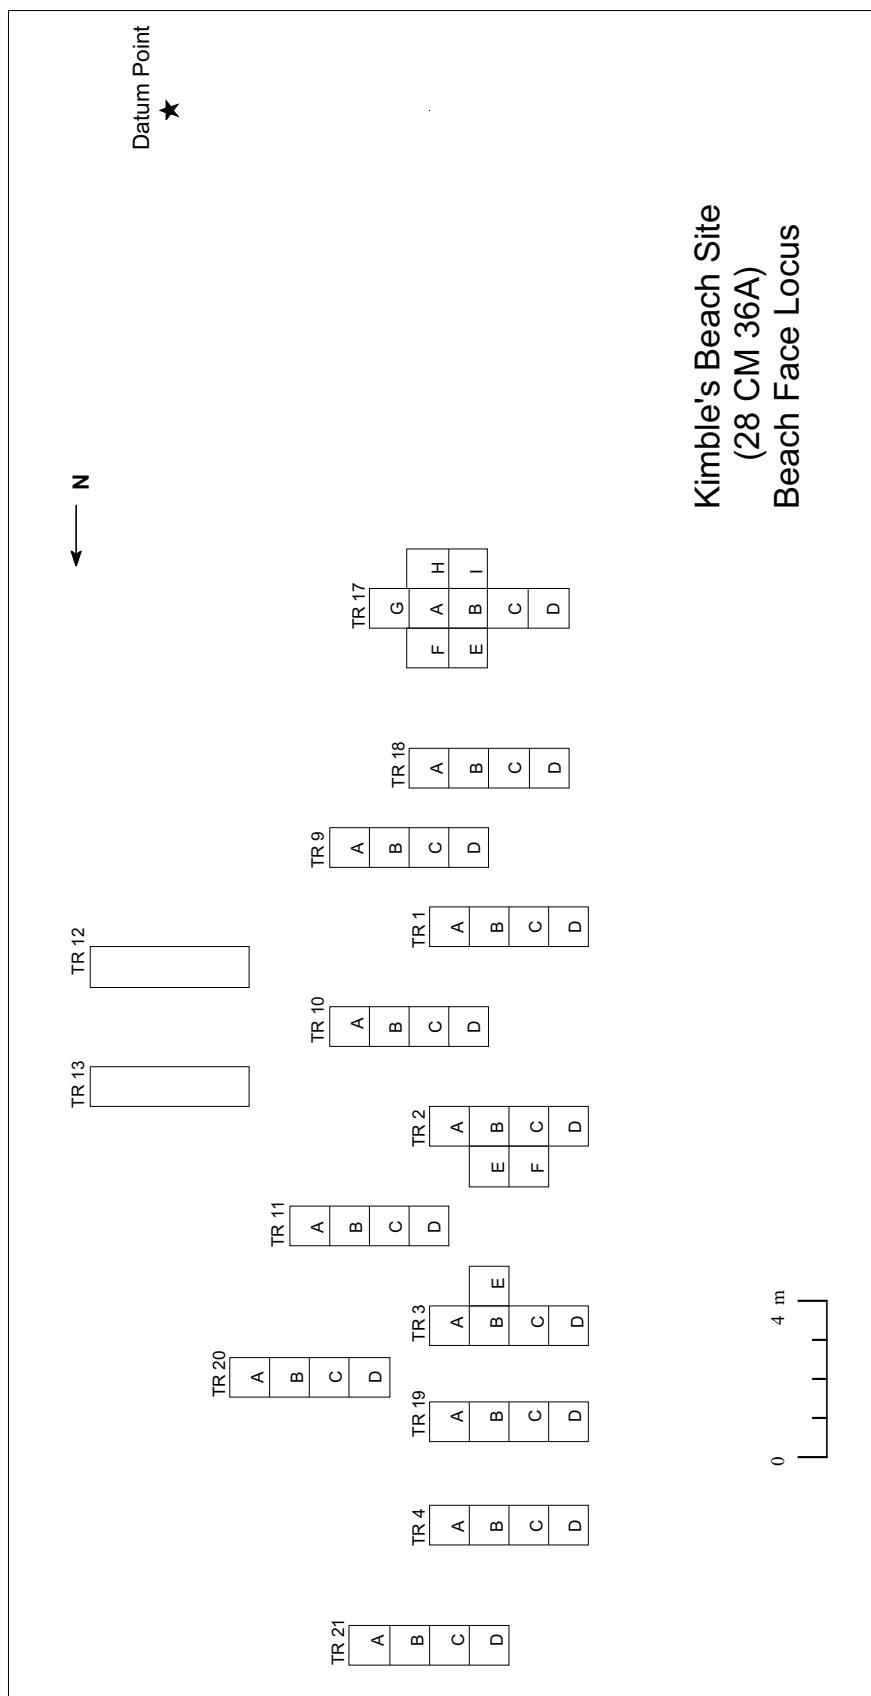 Datum Point
N
Kimble's Beach Site
(28 CM 36A)
Beach Face Locus
TR 17
G
F
A
H
E
B
I
C
D
TR 18
A
B
C
D
TR 9
A
B
C
D
TR 12
TR 1
A
B
C
D
TR 10
A
B
C
D
TR 13
TR 2
A
B
C
D
E
F
TR 11
A
B
C
D
TR 3
A
B
C
D
E
TR 20
A
B
C
D
TR 19
A
B
C
D
TR 4
A
B
C
D
TR 21
A
B
C
D
0
4 m